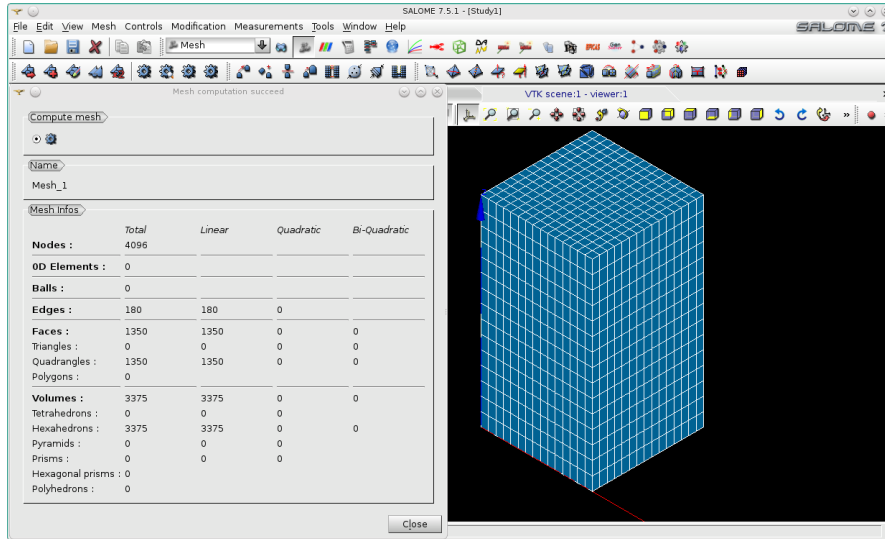 SALOME 7.5.1 - [Study1]
File Edit View Mesh Controls Modification Measurements Tools Window Help
SALOME 7
Mesh
Mesh computation succeed
VTK scene:1 - viewer:1
Compute mesh
Name
Mesh_1
Mesh Infos
Total Linear Quadratic Bi-Quadratic
Nodes : 4096
0D Elements : 0
Balls : 0
Edges : 180 180 0
Faces : 1350 1350 0 0
Triangles : 0 0 0 0
Quadrangles : 1350 1350 0 0
Polygons : 0
Volumes : 3375 3375 0 0
Tetrahedrons : 0 0 0
Hexahedrons : 3375 3375 0 0
Pyramids : 0 0 0
Prisms : 0 0 0
Hexagonal prisms : 0
Polyhedrons : 0
Close